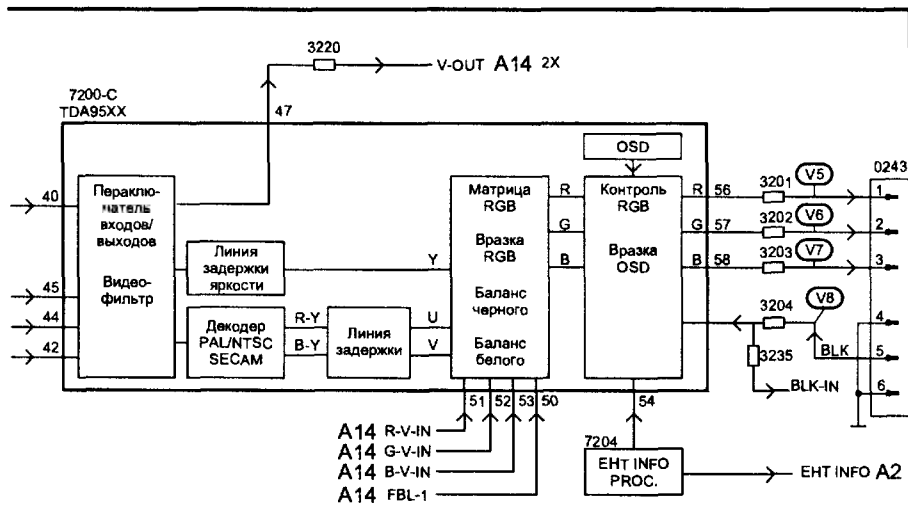 3220
V-OUT A14 2X
7200-C
TDA95XX
47
OSD
0243
40
Пераклю-
чатель
входов/
выходов
Видео-
фильтр
45
44
42
Линия
задержки
яркости
Декодер
PAL/NTSC
SECAM
R-Y
B-Y
Линия
задержки
Y
U
V
Матрица
RGB
Вразка
RGB
Баланс
черного
Баланс
белого
R
G
B
Контроль
RGB
Вразка
OSD
R 56
G 57
B 58
3201
3202
3203
3204
3235
V5
V6
V7
V8
BLK
BLK-IN
1
2
3
4
5
6
51
52
53
50
54
A14 R-V-IN
A14 G-V-IN
A14 B-V-IN
A14 FBL-1
7204
EHT INFO
PROC.
EHT INFO A2